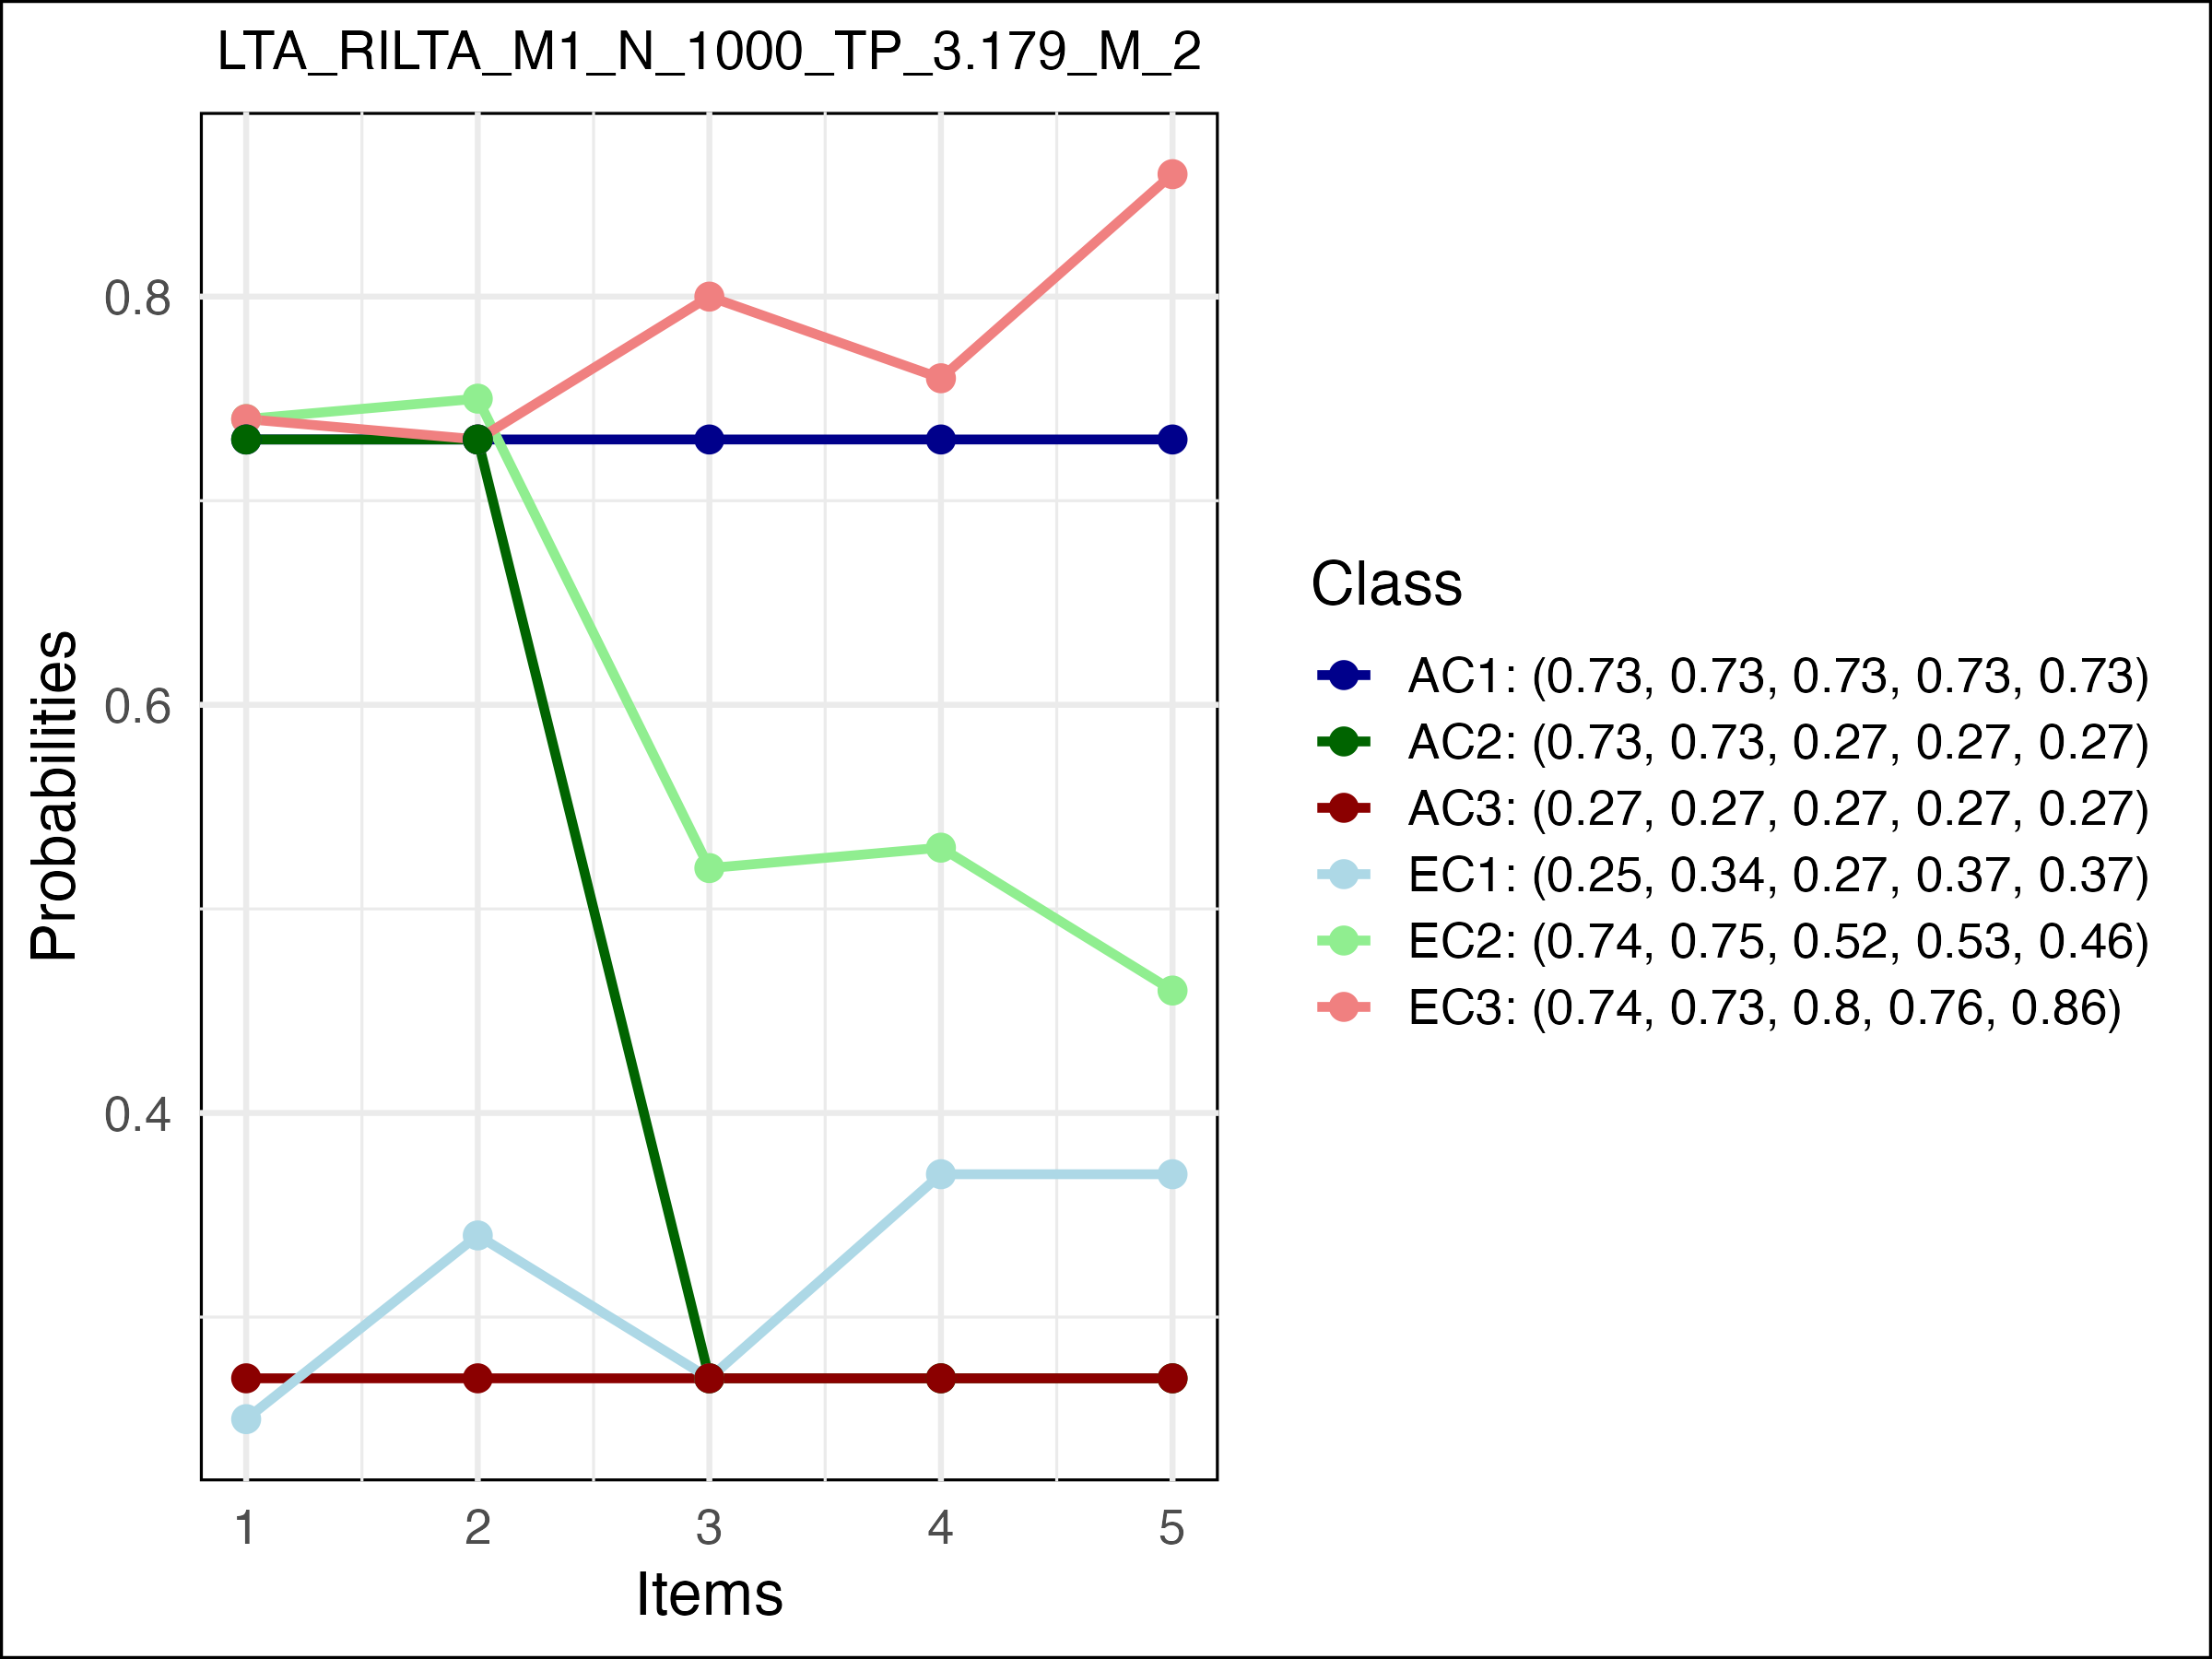 LTA_RILTA_M1_N_1000_TP_3.179_M_2
0.8
0.6
0.4
Probabilities
1 2 3 4 5
Items
Class
AC1: (0.73, 0.73, 0.73, 0.73, 0.73)
AC2: (0.73, 0.73, 0.27, 0.27, 0.27)
AC3: (0.27, 0.27, 0.27, 0.27, 0.27)
EC1: (0.25, 0.34, 0.27, 0.37, 0.37)
EC2: (0.74, 0.75, 0.52, 0.53, 0.46)
EC3: (0.74, 0.73, 0.8, 0.76, 0.86)